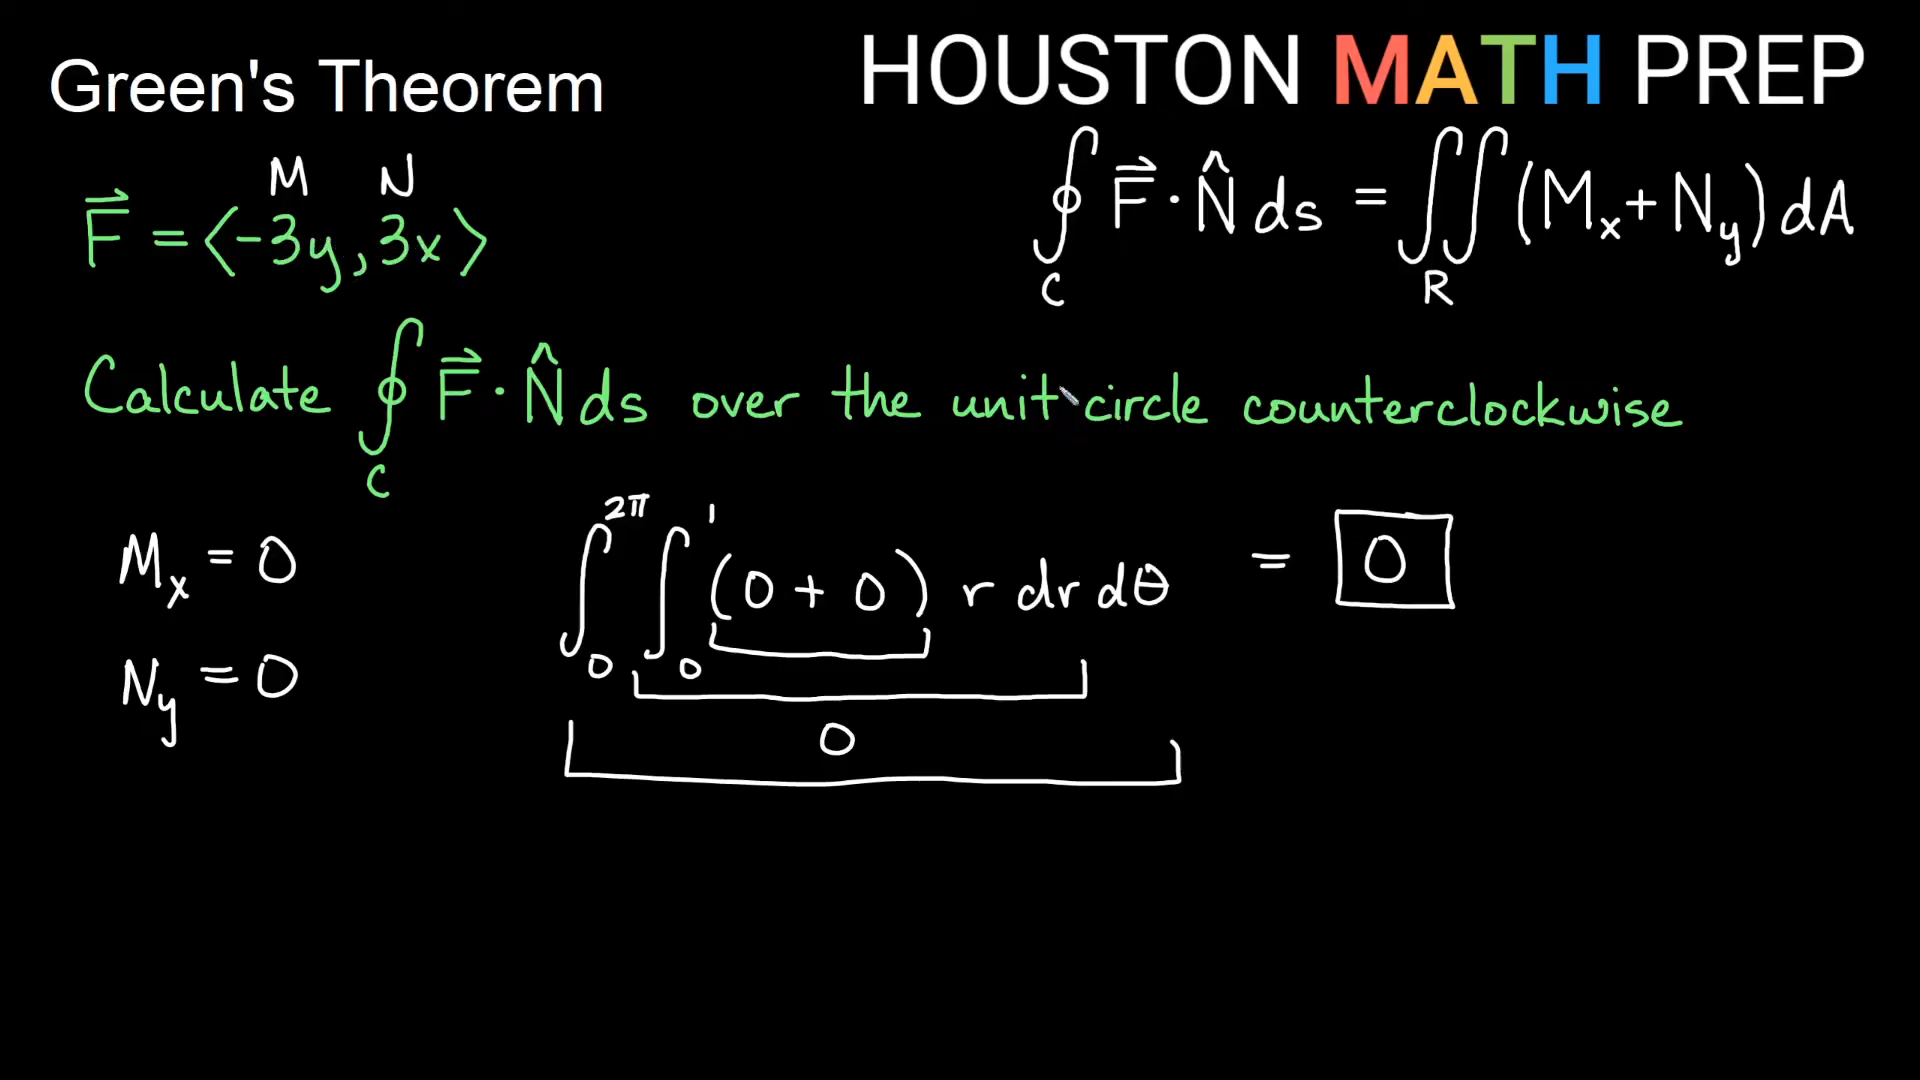 Green's Theorem
HOUSTON MATH PREP
M N
F⃗ = ⟨-3y, 3x⟩
∮_C F⃗ · N̂ ds = ∬_R (M_x + N_y) dA
Calculate ∮_C F⃗ · N̂ ds over the unit circle counterclockwise
M_x = 0
N_y = 0
∫_0^2π ∫_0^1 (0 + 0) r dr dθ = 0
0